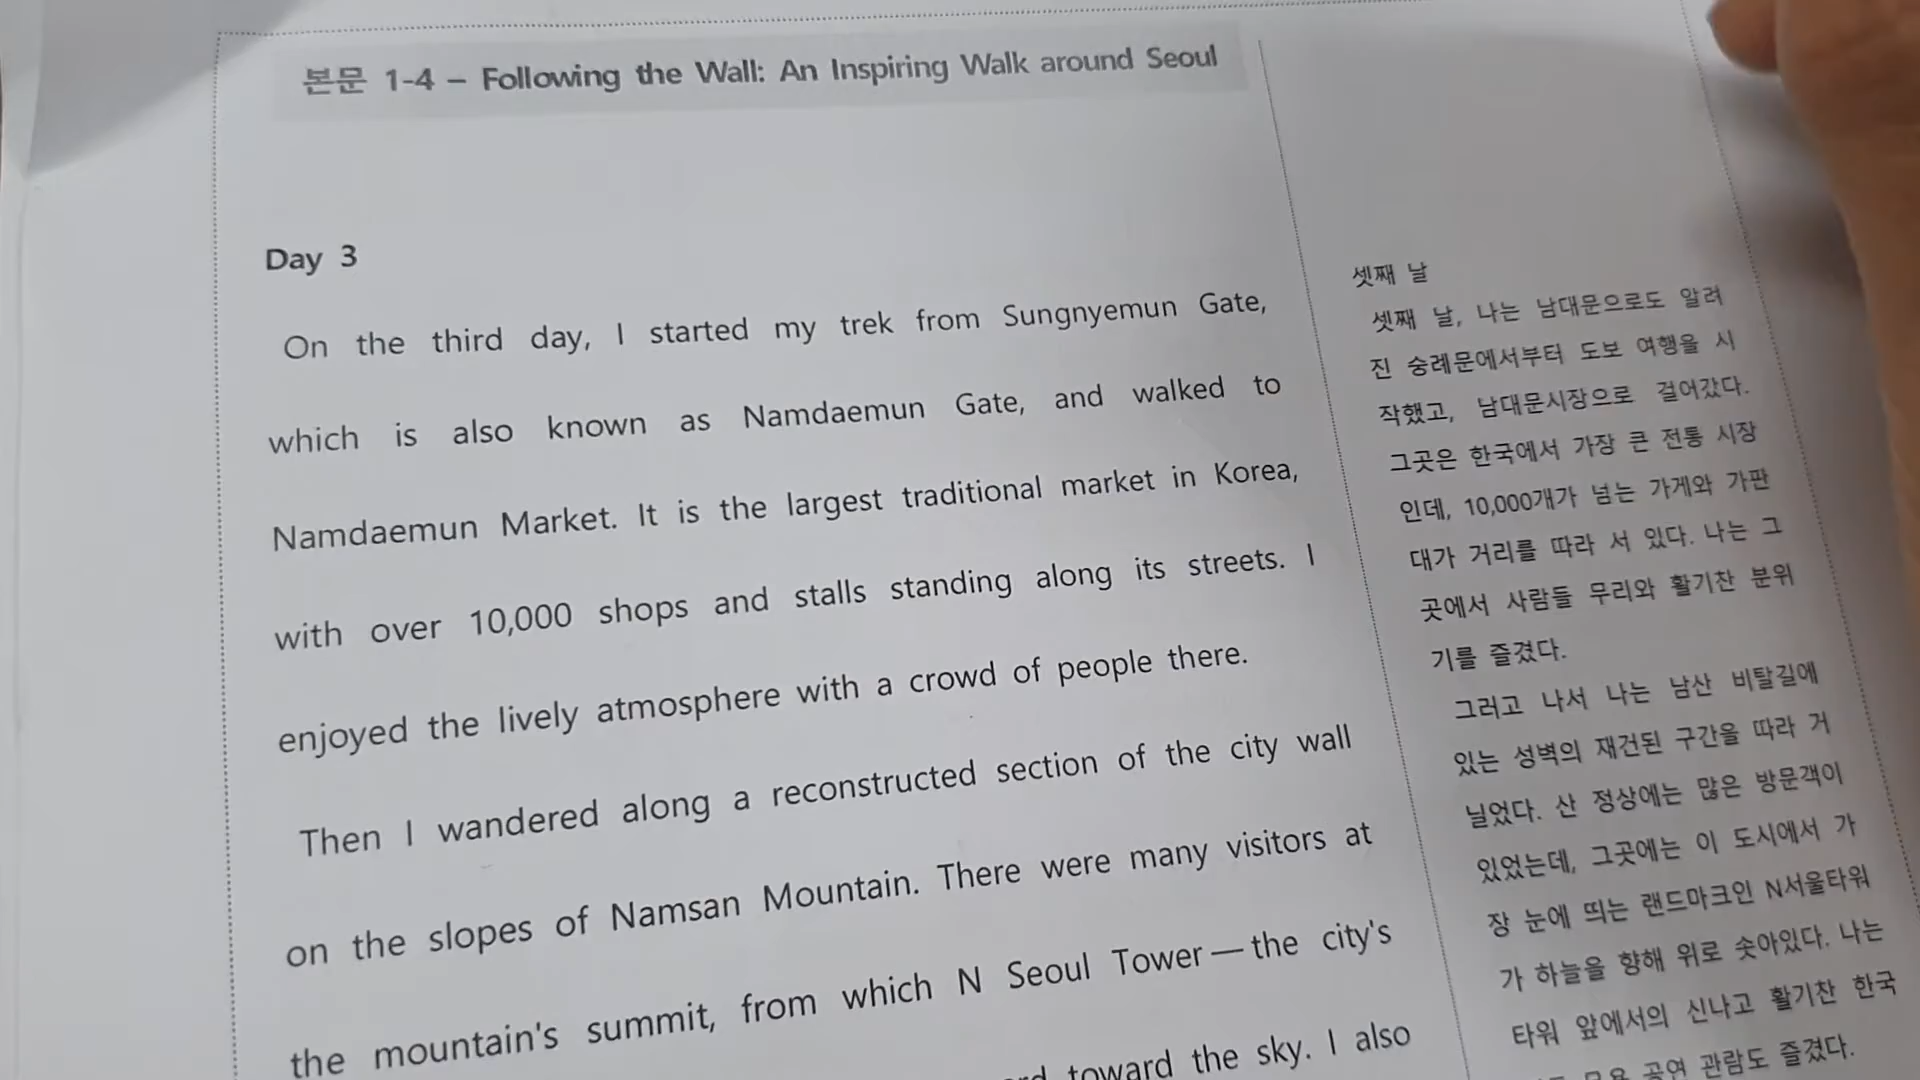 본문 1-4 – Following the Wall: An Inspiring Walk around Seoul
Day 3
On the third day, I started my trek from Sungnyemun Gate,
which is also known as Namdaemun Gate, and walked to
Namdaemun Market. It is the largest traditional market in Korea,
with over 10,000 shops and stalls standing along its streets. I
enjoyed the lively atmosphere with a crowd of people there.
Then I wandered along a reconstructed section of the city wall
on the slopes of Namsan Mountain. There were many visitors at
the mountain's summit, from which N Seoul Tower — the city's
toward the sky. I also
셋째 날
셋째 날, 나는 남대문으로도 알려
진 숭례문에서부터 도보 여행을 시
작했고, 남대문시장으로 걸어갔다.
그곳은 한국에서 가장 큰 전통 시장
인데, 10,000개가 넘는 가게와 가판
대가 거리를 따라 서 있다. 나는 그
곳에서 사람들 무리와 활기찬 분위
기를 즐겼다.
그러고 나서 나는 남산 비탈길에
있는 성벽의 재건된 구간을 따라 거
닐었다. 산 정상에는 많은 방문객이
있었는데, 그곳에는 이 도시에서 가
장 눈에 띄는 랜드마크인 N서울타워
가 하늘을 향해 위로 솟아있다. 나는
타워 앞에서의 신나고 활기찬 한국
공연 관람도 즐겼다.